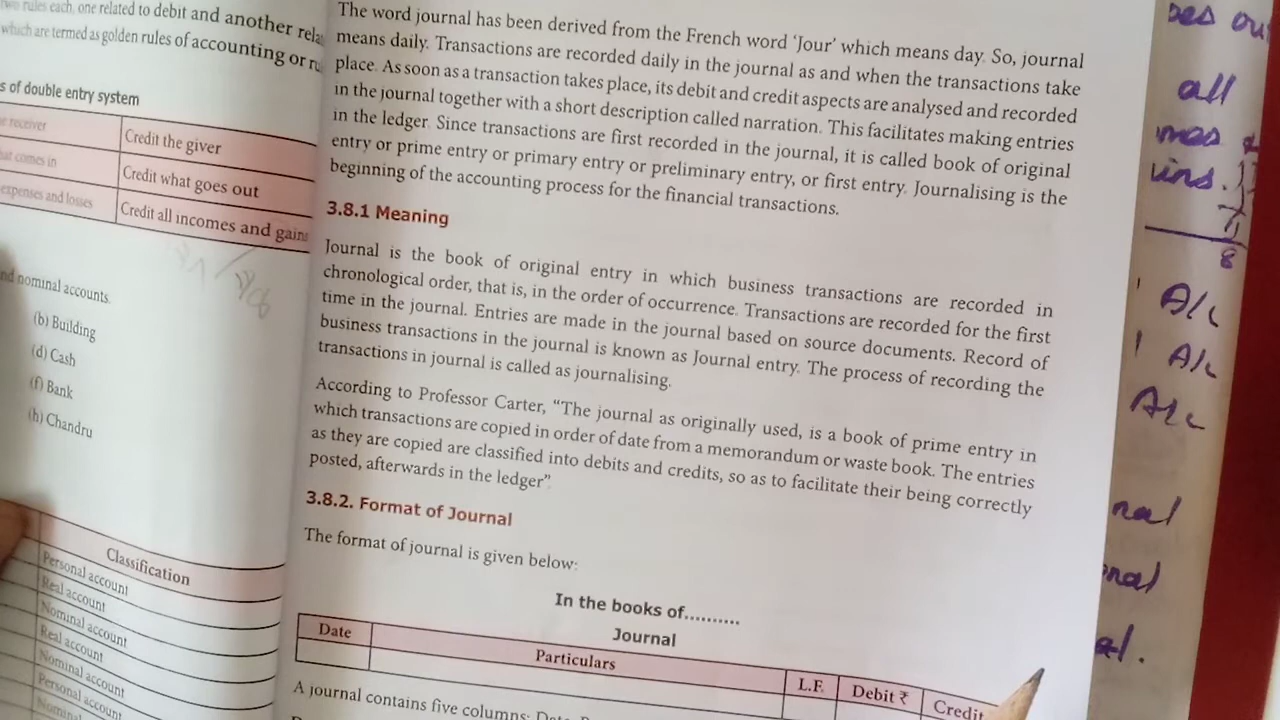 two rules each, one related to debit and another
which are termed as golden rules of accounting or
s of double entry system
receiver
Credit the giver
comes in
Credit what goes out
expenses and losses
Credit all incomes and gains
nd nominal accounts.
(b) Building
(d) Cash
(f) Bank
(h) Chandru
Classification
Personal account
Real account
Nominal account
Real account
Nominal account
Personal account
The word journal has been derived from the French word ‘Jour’ which means day. So, journal
means daily. Transactions are recorded daily in the journal as and when the transactions take
place. As soon as a transaction takes place, its debit and credit aspects are analysed and recorded
in the journal together with a short description called narration. This facilitates making entries
in the ledger. Since transactions are first recorded in the journal, it is called book of original
entry or prime entry or primary entry or preliminary entry, or first entry. Journalising is the
beginning of the accounting process for the financial transactions.
3.8.1 Meaning
Journal is the book of original entry in which business transactions are recorded in
chronological order, that is, in the order of occurrence. Transactions are recorded for the first
time in the journal. Entries are made in the journal based on source documents. Record of
business transactions in the journal is known as Journal entry. The process of recording the
transactions in journal is called as journalising.
According to Professor Carter, “The journal as originally used, is a book of prime entry in
which transactions are copied in order of date from a memorandum or waste book. The entries
as they are copied are classified into debits and credits, so as to facilitate their being correctly
posted, afterwards in the ledger”.
3.8.2. Format of Journal
The format of journal is given below:
In the books of..........
Journal
Date
Particulars
L.F.
Debit ₹
Credit
A journal contains five columns:
all
A/c
A/c
A/c
nal
nal
al.